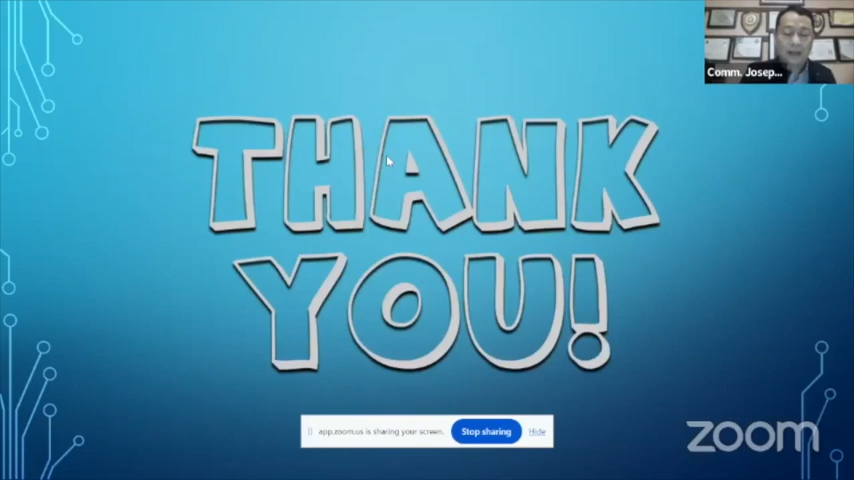 Comm. Josep...
THANK
YOU!
app.zoom.us is sharing your screen.
Stop sharing
Hide
zoom